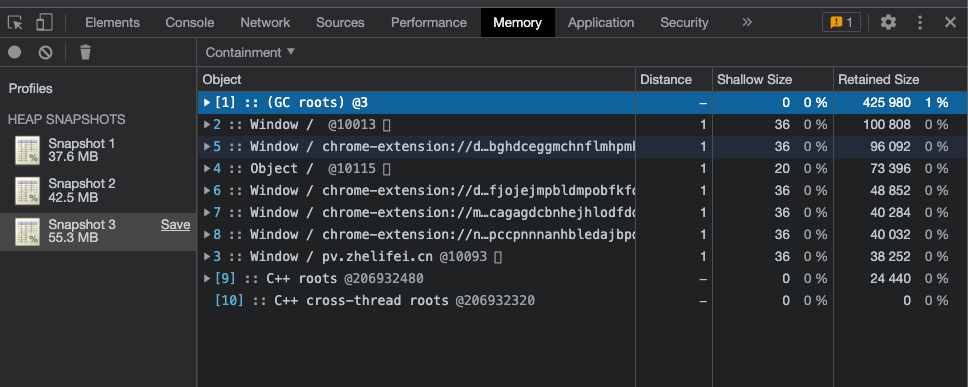 Elements Console Network Sources Performance Memory Application Security » 1
Containment ▼
Profiles
HEAP SNAPSHOTS
Snapshot 1
37.6 MB
Snapshot 2
42.5 MB
Snapshot 3 Save
55.3 MB
Object Distance Shallow Size Retained Size
[1] :: (GC roots) @3 – 0 0 % 425 980 1 %
2 :: Window / @10013 1 36 0 % 100 808 0 %
5 :: Window / chrome-extension://d…bghdceggmchnflmhpmh 1 36 0 % 96 092 0 %
4 :: Object / @10115 1 20 0 % 73 396 0 %
6 :: Window / chrome-extension://d…fjojejmpbldmpobfkfo 1 36 0 % 48 852 0 %
7 :: Window / chrome-extension://m…cagagdcbnhejhlodfdo 1 36 0 % 40 284 0 %
8 :: Window / chrome-extension://n…pccpnnnanhbledajbpo 1 36 0 % 40 032 0 %
3 :: Window / pv.zhelifei.cn @10093 1 36 0 % 38 252 0 %
[9] :: C++ roots @206932480 – 0 0 % 24 440 0 %
[10] :: C++ cross-thread roots @206932320 – 0 0 % 0 0 %